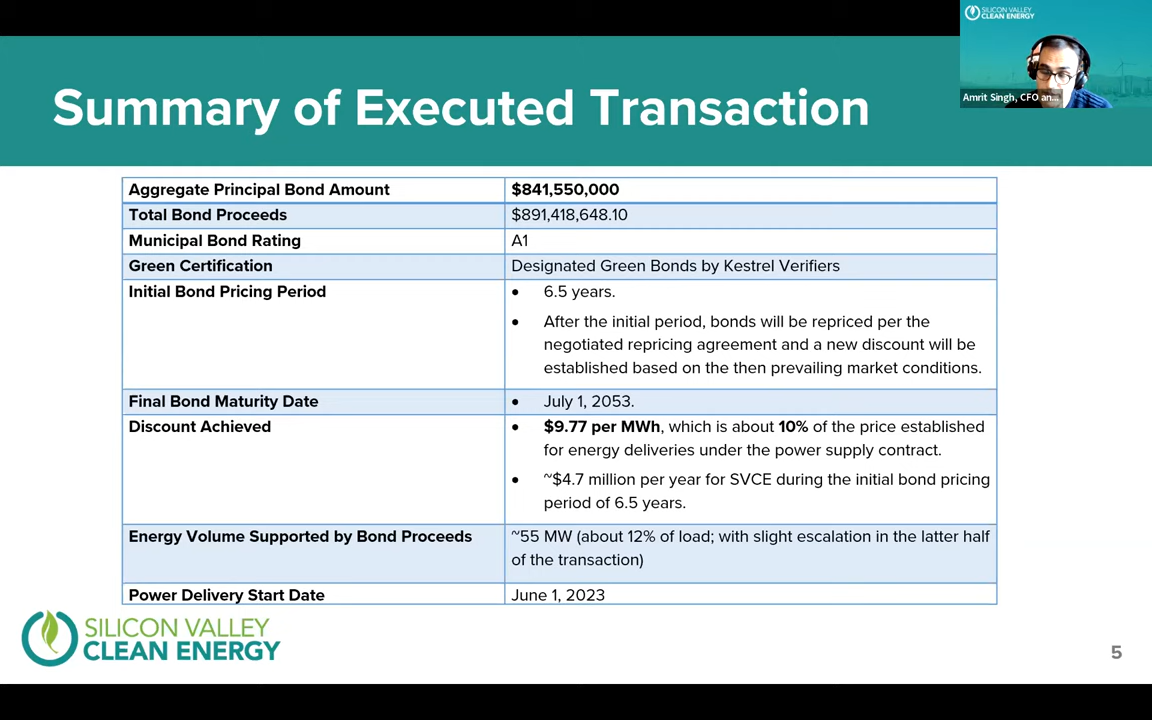 SILICON VALLEY
CLEAN ENERGY
Amrit Singh, CFO an...
Summary of Executed Transaction
Aggregate Principal Bond Amount
$841,550,000
Total Bond Proceeds
$891,418,648.10
Municipal Bond Rating
A1
Green Certification
Designated Green Bonds by Kestrel Verifiers
Initial Bond Pricing Period
• 6.5 years.
• After the initial period, bonds will be repriced per the
negotiated repricing agreement and a new discount will be
established based on the then prevailing market conditions.
Final Bond Maturity Date
• July 1, 2053.
Discount Achieved
• $9.77 per MWh, which is about 10% of the price established
for energy deliveries under the power supply contract.
• ~$4.7 million per year for SVCE during the initial bond pricing
period of 6.5 years.
Energy Volume Supported by Bond Proceeds
~55 MW (about 12% of load; with slight escalation in the latter half
of the transaction)
Power Delivery Start Date
June 1, 2023
SILICON VALLEY
CLEAN ENERGY
5